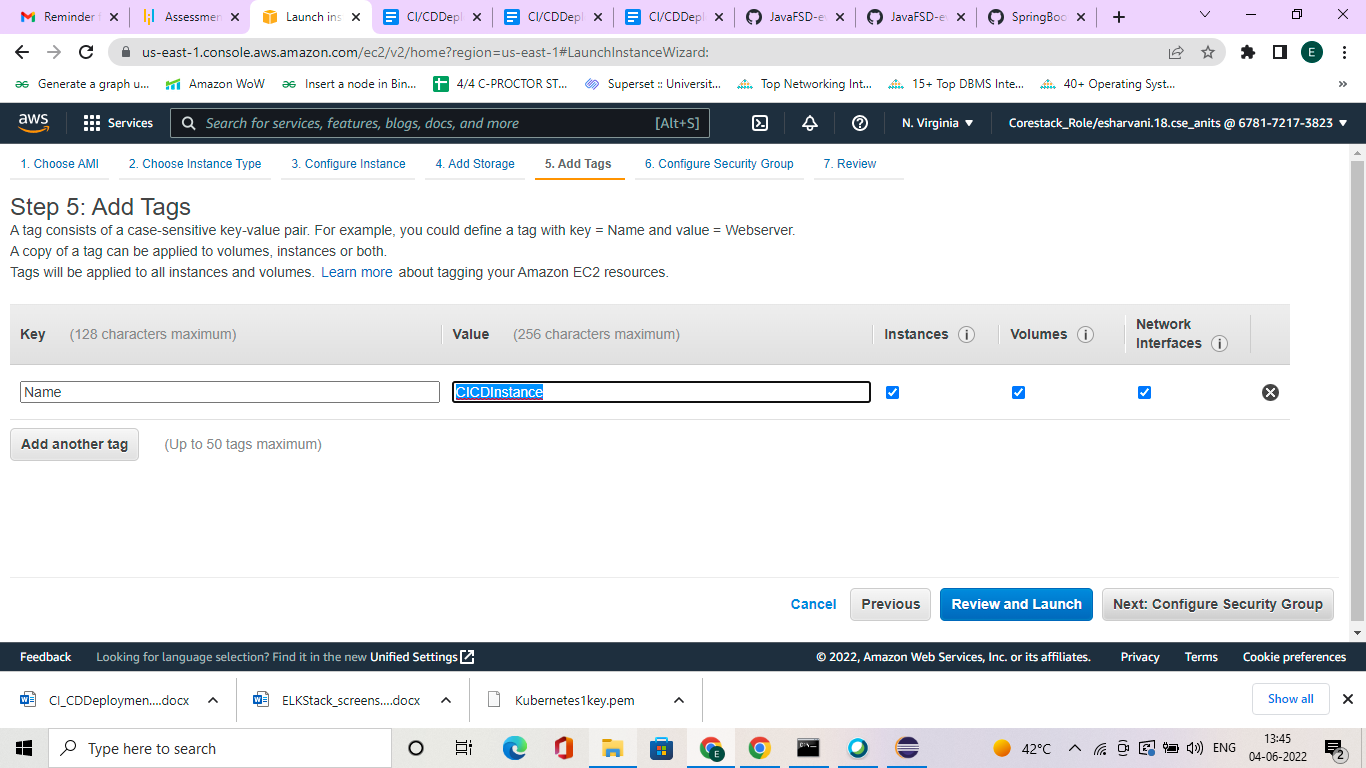 Reminder f
Assessmen
Launch ins
CI/CDDepl
CI/CDDepl
CI/CDDepl
JavaFSD-e
JavaFSD-e
SpringBoo
us-east-1.console.aws.amazon.com/ec2/v2/home?region=us-east-1#LaunchInstanceWizard:
E
Generate a graph u...
Amazon WoW
Insert a node in Bin...
4/4 C-PROCTOR ST...
Superset :: Universit...
Top Networking Int...
15+ Top DBMS Inte...
40+ Operating Syst...
»
aws
Services
Search for services, features, blogs, docs, and more
[Alt+S]
N. Virginia
Corestack_Role/esharvani.18.cse_anits @ 6781-7217-3823
1. Choose AMI
2. Choose Instance Type
3. Configure Instance
4. Add Storage
5. Add Tags
6. Configure Security Group
7. Review
Step 5: Add Tags
A tag consists of a case-sensitive key-value pair. For example, you could define a tag with key = Name and value = Webserver.
A copy of a tag can be applied to volumes, instances or both.
Tags will be applied to all instances and volumes. Learn more about tagging your Amazon EC2 resources.
Key (128 characters maximum)
Value (256 characters maximum)
Instances
Volumes
Network
Interfaces
Name
CICDInstance
Add another tag
(Up to 50 tags maximum)
Cancel
Previous
Review and Launch
Next: Configure Security Group
Feedback
Looking for language selection? Find it in the new Unified Settings
© 2022, Amazon Web Services, Inc. or its affiliates.
Privacy
Terms
Cookie preferences
CI_CDDeploymen....docx
ELKStack_screens....docx
Kubernetes1key.pem
Show all
Type here to search
E
42°C
ENG
13:45
04-06-2022
2